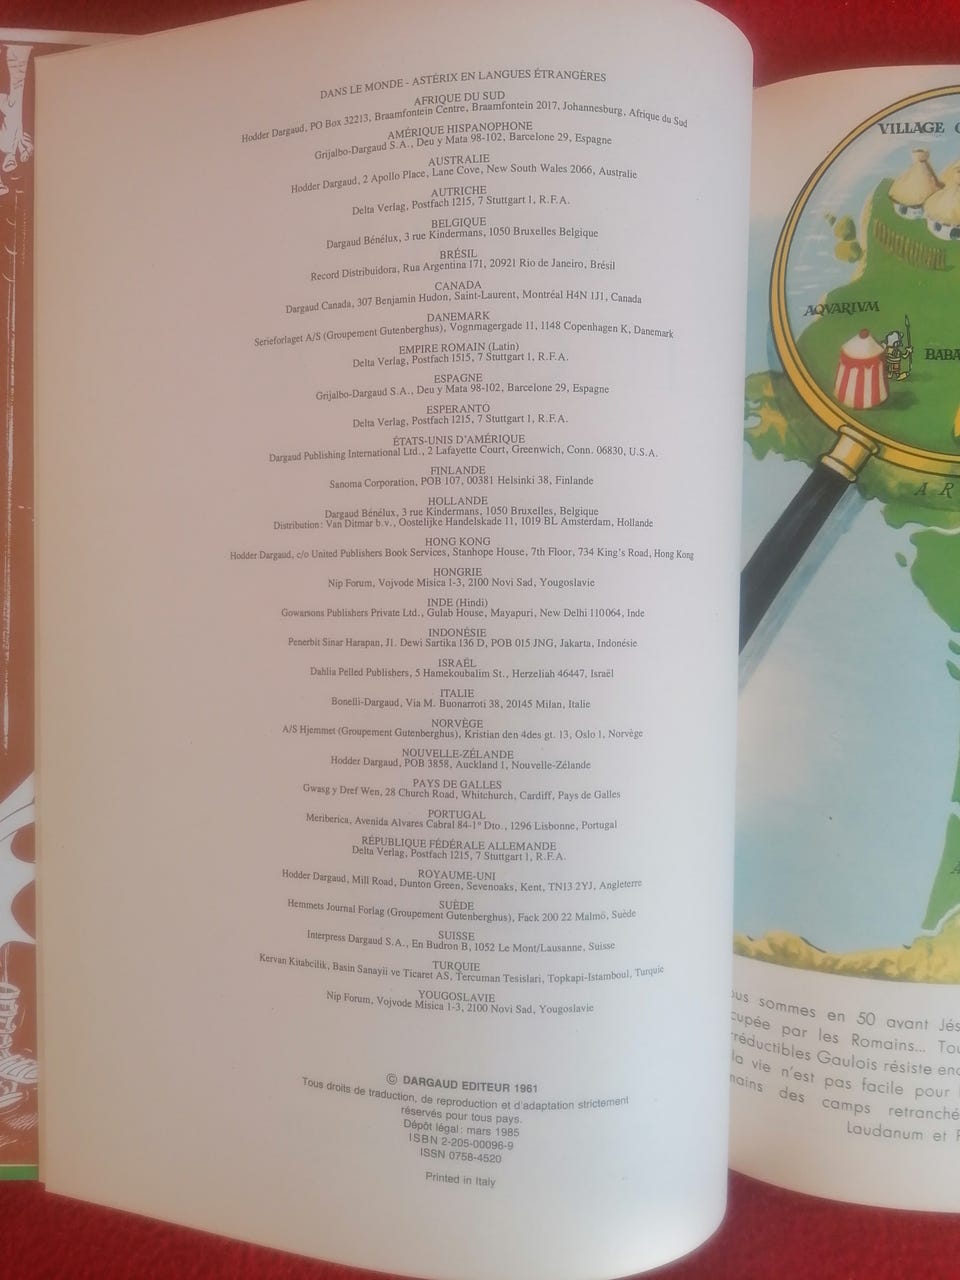 DANS LE MONDE - ASTÉRIX EN LANGUES ÉTRANGÈRES
AFRIQUE DU SUD
Hodder Dargaud, PO Box 32213, Braamfontein Centre, Braamfontein 2017, Johannesburg, Afrique du Sud
AMÉRIQUE HISPANOPHONE
Grijalbo-Dargaud S.A., Deu y Mata 98-102, Barcelone 29, Espagne
AUSTRALIE
Hodder Dargaud, 2 Apollo Place, Lane Cove, New South Wales 2066, Australie
AUTRICHE
Delta Verlag, Postfach 1215, 7 Stuttgart 1, R.F.A.
BELGIQUE
Dargaud Bénélux, 3 rue Kindermans, 1050 Bruxelles Belgique
BRÉSIL
Record Distribuidora, Rua Argentina 171, 20921 Rio de Janeiro, Brésil
CANADA
Dargaud Canada, 307 Benjamin Hudon, Saint-Laurent, Montréal H4N 1J1, Canada
DANEMARK
Serieforlaget A/S (Groupement Gutenberghus), Vognmagergade 11, 1148 Copenhagen K, Danemark
EMPIRE ROMAIN (Latin)
Delta Verlag, Postfach 1515, 7 Stuttgart 1, R.F.A.
ESPAGNE
Grijalbo-Dargaud S.A., Deu y Mata 98-102, Barcelone 29, Espagne
ESPERANTO
Delta Verlag, Postfach 1215, 7 Stuttgart 1, R.F.A.
ÉTATS-UNIS D'AMÉRIQUE
Dargaud Publishing International Ltd., 2 Lafayette Court, Greenwich, Conn. 06830, U.S.A.
FINLANDE
Sanoma Corporation, POB 107, 00381 Helsinki 38, Finlande
HOLLANDE
Dargaud Bénélux, 3 rue Kindermans, 1050 Bruxelles, Belgique
Distribution: Van Ditmar b.v., Oostelijke Handelskade 11, 1019 BL Amsterdam, Hollande
HONG KONG
Hodder Dargaud, c/o United Publishers Book Services, Stanhope House, 7th Floor, 734 King's Road, Hong Kong
HONGRIE
Nip Forum, Vojvode Misica 1-3, 2100 Novi Sad, Yougoslavie
INDE (Hindi)
Gowarsons Publishers Private Ltd., Gulab House, Mayapuri, New Delhi 110064, Inde
INDONÉSIE
Penerbit Sinar Harapan, J1. Dewi Sartika 136 D, POB 015 JNG, Jakarta, Indonésie
ISRAËL
Dahlia Pelled Publishers, 5 Hamekoubalim St., Herzeliah 46447, Israël
ITALIE
Bonelli-Dargaud, Via M. Buonarroti 38, 20145 Milan, Italie
NORVÈGE
A/S Hjemmet (Groupement Gutenberghus), Kristian den 4des gt. 13, Oslo 1, Norvège
NOUVELLE-ZÉLANDE
Hodder Dargaud, POB 3858, Auckland 1, Nouvelle-Zélande
PAYS DE GALLES
Gwasg y Dref Wen, 28 Church Road, Whitchurch, Cardiff, Pays de Galles
PORTUGAL
Meriberica, Avenida Alvares Cabral 84-1° Dto., 1296 Lisbonne, Portugal
RÉPUBLIQUE FÉDÉRALE ALLEMANDE
Delta Verlag, Postfach 1215, 7 Stuttgart 1, R.F.A.
ROYAUME-UNI
Hodder Dargaud, Mill Road, Dunton Green, Sevenoaks, Kent, TN13 2YJ, Angleterre
SUÈDE
Hemmets Journal Forlag (Groupement Gutenberghus), Fack 200 22 Malmö, Suède
SUISSE
Interpress Dargaud S.A., En Budron B, 1052 Le Mont/Lausanne, Suisse
TURQUIE
Kervan Kitabcilik, Basin Sanayii ve Ticaret AS, Tercuman Tesislari, Topkapi-Istamboul, Turquie
YOUGOSLAVIE
Nip Forum, Vojvode Misica 1-3, 2100 Novi Sad, Yougoslavie
© DARGAUD EDITEUR 1961
Tous droits de traduction, de reproduction et d'adaptation strictement
réservés pour tous pays.
Dépôt légal: mars 1985
ISBN 2-205-00096-9
ISSN 0758-4520
Printed in Italy
VILLAGE
AQVARIVM
BABA
AR
ous sommes en 50 avant Jés
cupée par les Romains... Tou
rréductibles Gaulois résiste enc
la vie n'est pas facile pour
mains des camps retranché
Laudanum et P